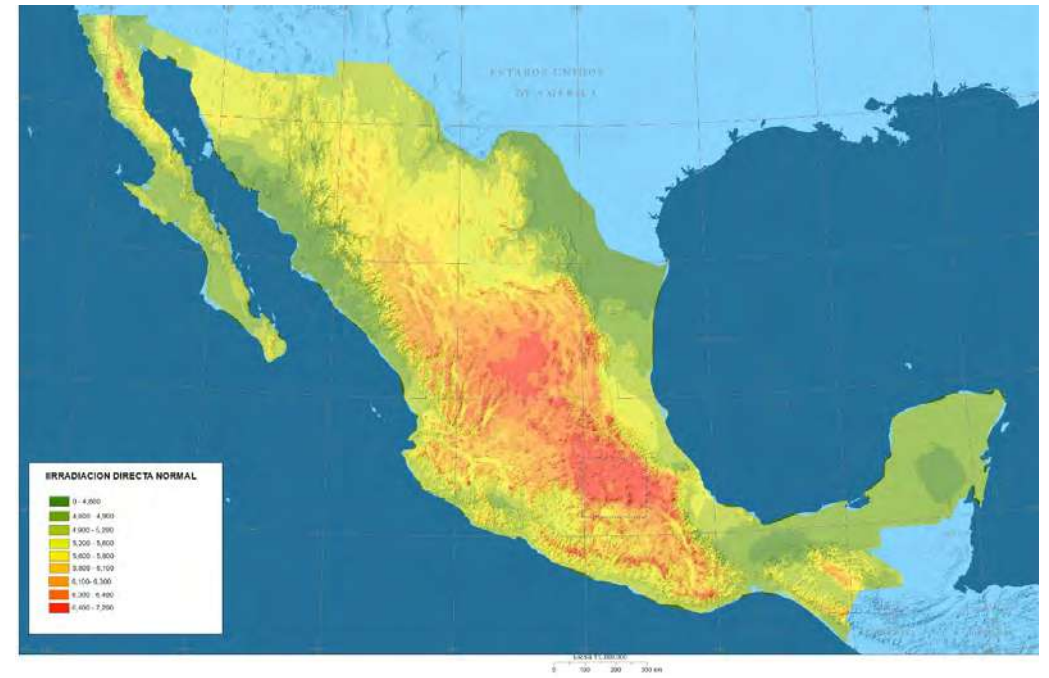 ESTADOS UNIDOS
DE AMERICA
IIRRADIACION DIRECTA NORMAL
0 - 4,600
4,600 - 4,900
4,900 - 5,200
5,200 - 5,600
5,600 - 5,800
5,800 - 6,100
6,100- 6,300
6,300 - 6,400
6,400 - 7,200
0 100 200 300 km